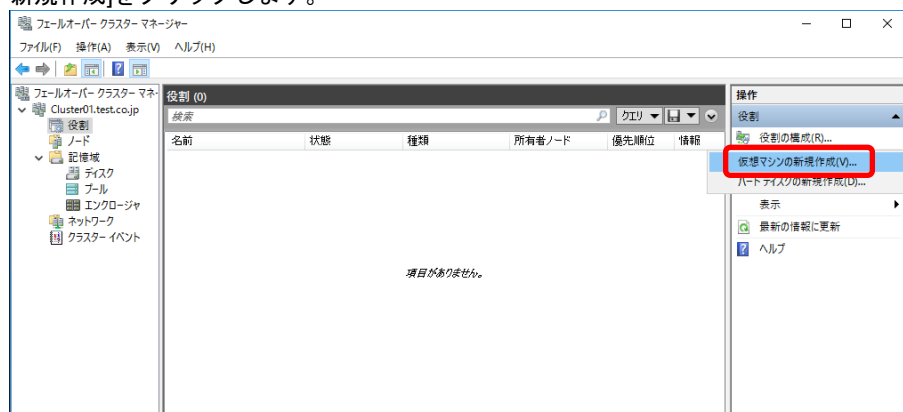 新規作成]をクリックします。
フェールオーバー クラスター マネージャー
ファイル(F) 操作(A) 表示(V) ヘルプ(H)
フェールオーバー クラスター マネ-
Cluster01.test.co.jp
役割
ノード
記憶域
ディスク
プール
エンクロージャ
ネットワーク
クラスター イベント
役割 (0)
検索
クエリ
名前 状態 種類 所有者ノード 優先順位 情報
項目がありません。
操作
役割
役割の構成(R)...
仮想マシンの新規作成(V)...
ハード ディスクの新規作成(D)...
表示
最新の情報に更新
ヘルプ